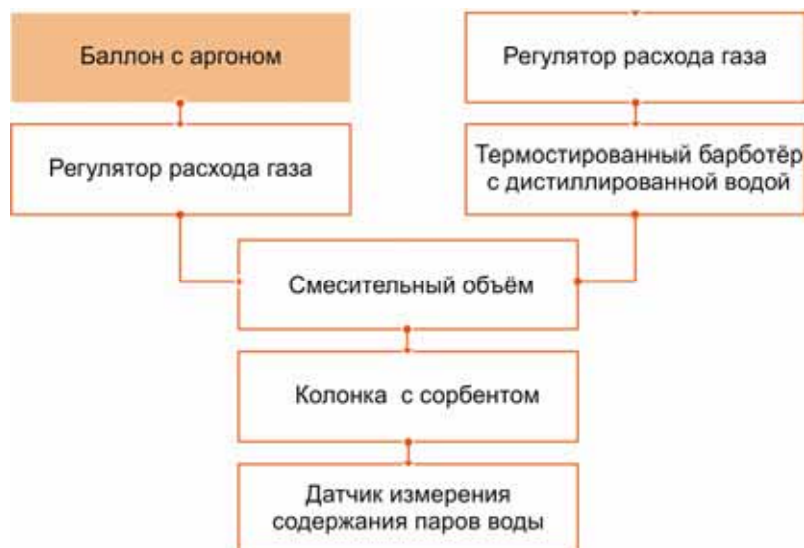 Баллон с аргоном
Регулятор расхода газа
Регулятор расхода газа
Термостированный барботёр
с дистиллированной водой
Смесительный объём
Колонка с сорбентом
Датчик измерения
содержания паров воды